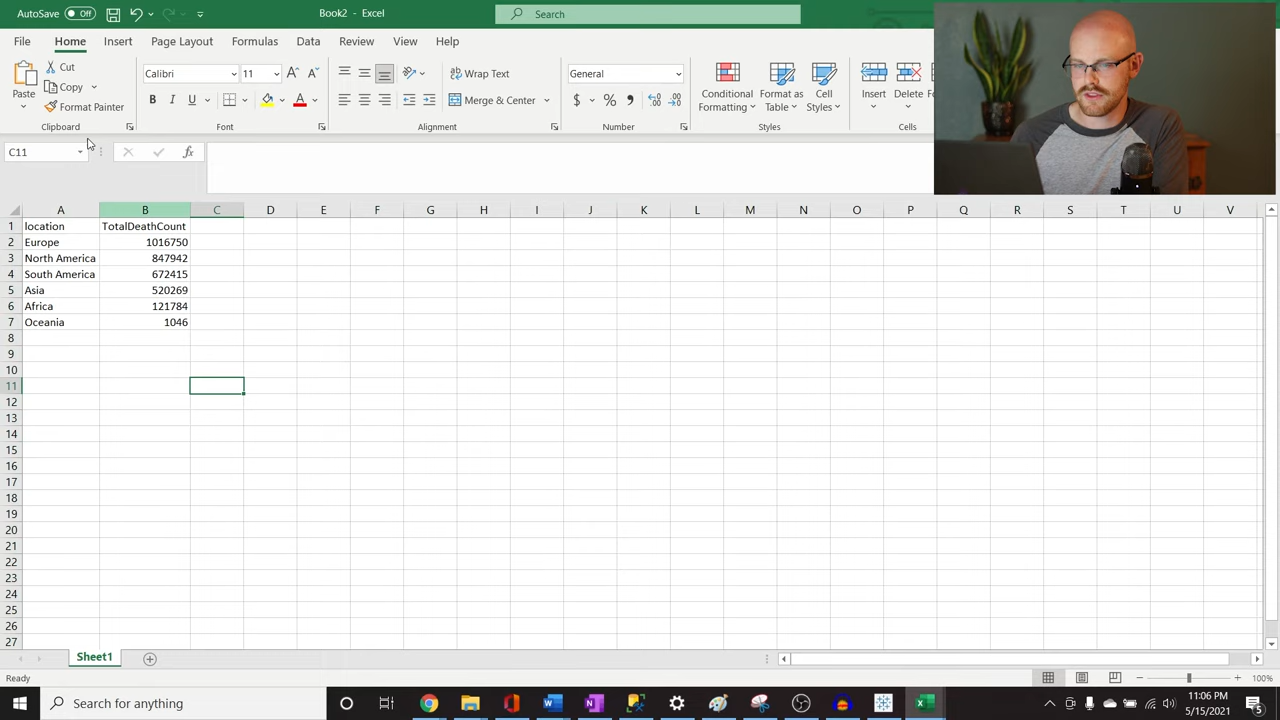 AutoSave Off Book2 - Excel Search
File Home Insert Page Layout Formulas Data Review View Help
Paste Cut Copy Format Painter
Calibri 11 B I U A A A
Wrap Text Merge & Center
General $ % ,
Conditional Formatting Format as Table Cell Styles Insert Delete
Clipboard Font Alignment Number Styles Cells
C11 fx
A B C D E F G H I J K L M N O P Q R S T U V
1 location TotalDeathCount
2 Europe 1016750
3 North America 847942
4 South America 672415
5 Asia 520269
6 Africa 121784
7 Oceania 1046
8
9
10
11
12
13
14
15
16
17
18
19
20
21
22
23
24
25
26
27
Sheet1
Ready 100%
Search for anything 11:06 PM
5/15/2021